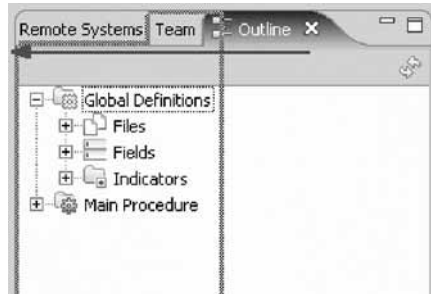 Remote Systems Team Outline
Global Definitions
Files
Fields
Indicators
Main Procedure